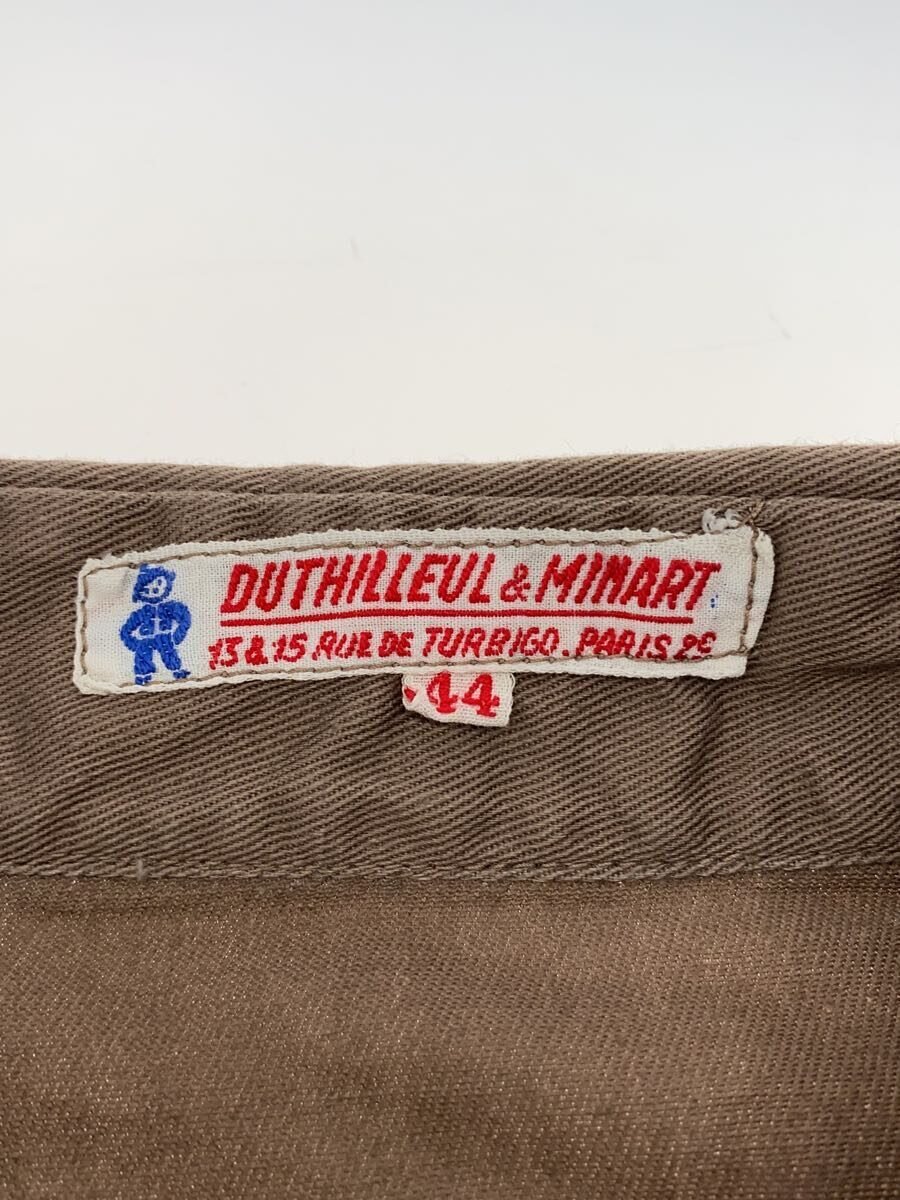 DUTHILLEUL & MINART
13 & 15 RUE DE TURBIGO. PARIS 2E
44